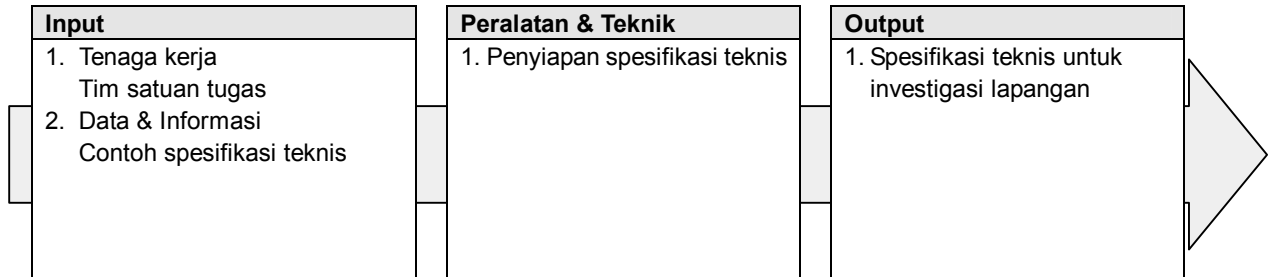 Input
1. Tenaga kerja
Tim satuan tugas
2. Data & Informasi
Contoh spesifikasi teknis
Peralatan & Teknik
1. Penyiapan spesifikasi teknis
Output
1. Spesifikasi teknis untuk
investigasi lapangan